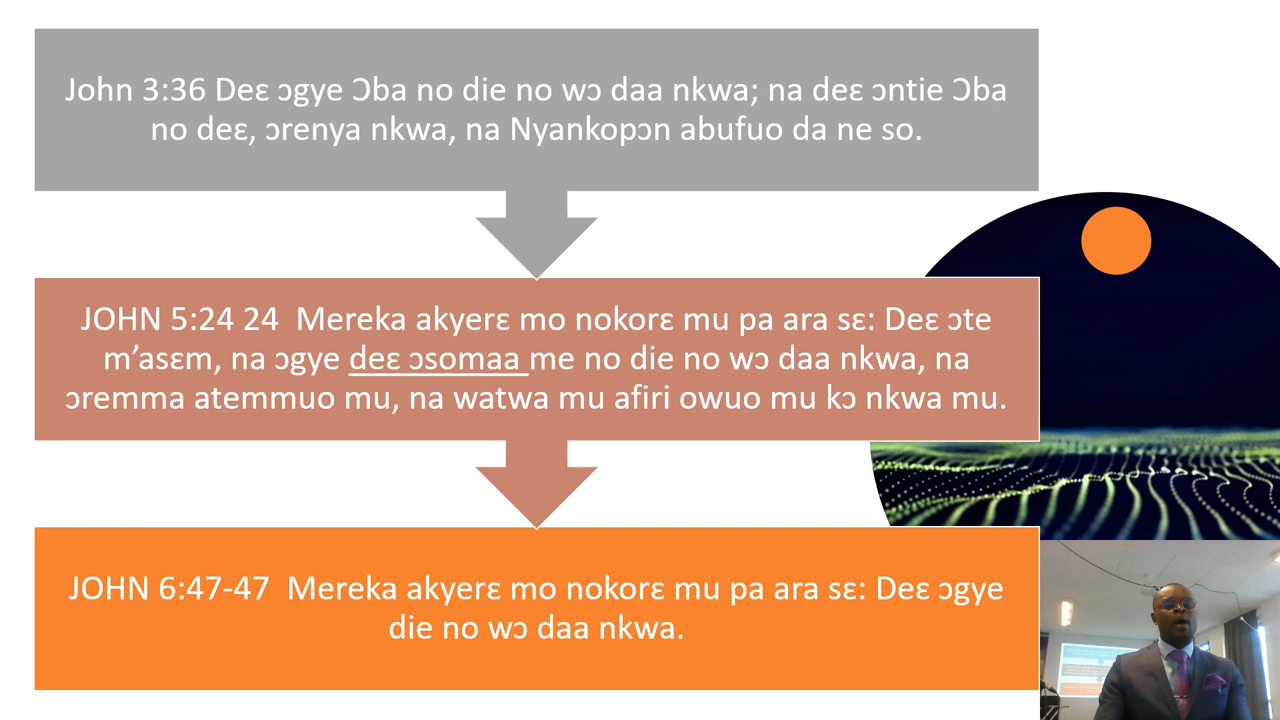 John 3:36 Deɛ ɔgye Ɔba no die no wɔ daa nkwa; na deɛ ɔntie Ɔba
no deɛ, ɔrenya nkwa, na Nyankopɔn abufuo da ne so.
JOHN 5:24 24  Mereka akyerɛ mo nokorɛ mu pa ara sɛ: Deɛ ɔte
m’asɛm, na ɔgye deɛ ɔsomaa me no die no wɔ daa nkwa, na
ɔremma atemmuo mu, na watwa mu afiri owuo mu kɔ nkwa mu.
JOHN 6:47-47  Mereka akyerɛ mo nokorɛ mu pa ara sɛ: Deɛ ɔgye
die no wɔ daa nkwa.